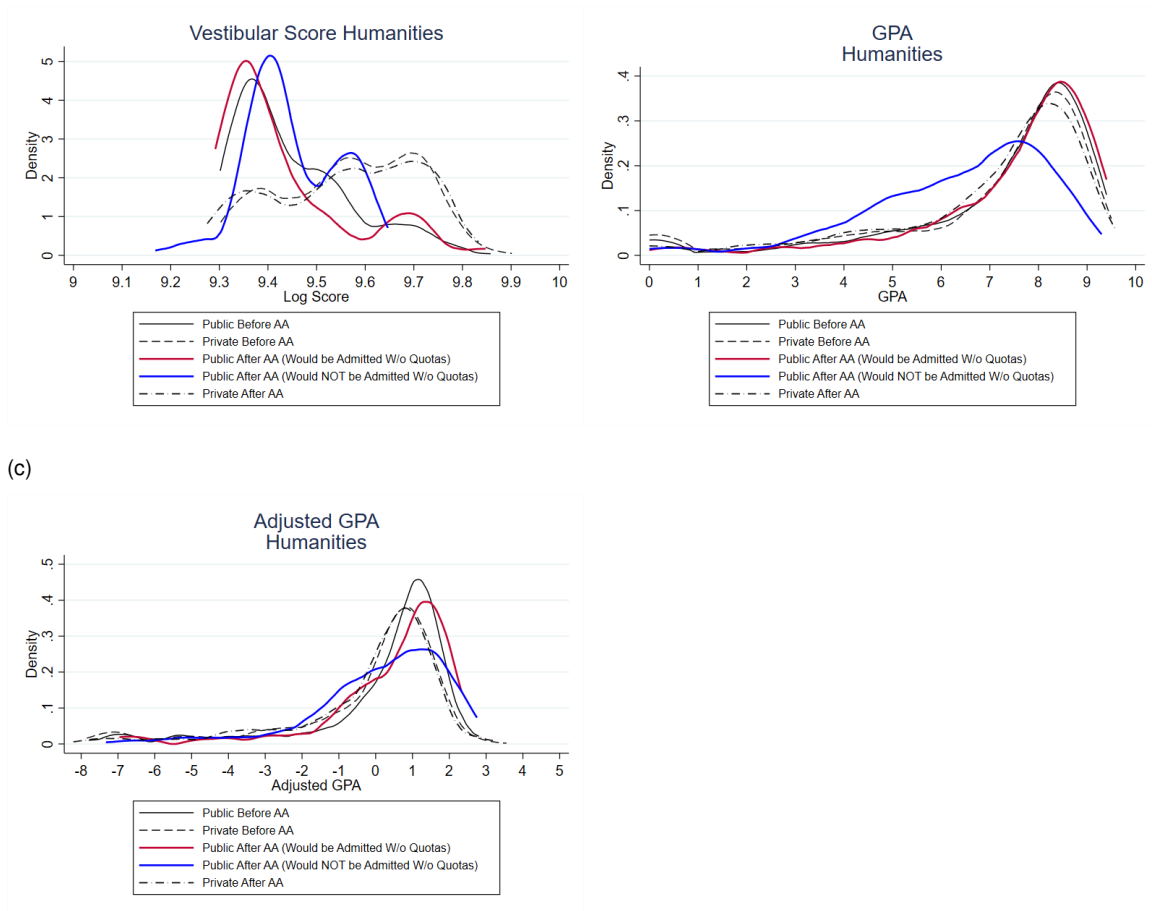 Vestibular Score Humanities
Density
0 1 2 3 4 5
9 9.1 9.2 9.3 9.4 9.5 9.6 9.7 9.8 9.9 10
Log Score
Public Before AA
Private Before AA
Public After AA (Would be Admitted W/o Quotas)
Public After AA (Would NOT be Admitted W/o Quotas)
Private After AA
GPA
Humanities
Density
0 .1 .2 .3 .4
0 1 2 3 4 5 6 7 8 9 10
GPA
Public Before AA
Private Before AA
Public After AA (Would be Admitted W/o Quotas)
Public After AA (Would NOT be Admitted W/o Quotas)
Private After AA
(c)
Adjusted GPA
Humanities
Density
0 .1 .2 .3 .4 .5
-8 -7 -6 -5 -4 -3 -2 -1 0 1 2 3 4 5
Adjusted GPA
Public Before AA
Private Before AA
Public After AA (Would be Admitted W/o Quotas)
Public After AA (Would NOT be Admitted W/o Quotas)
Private After AA